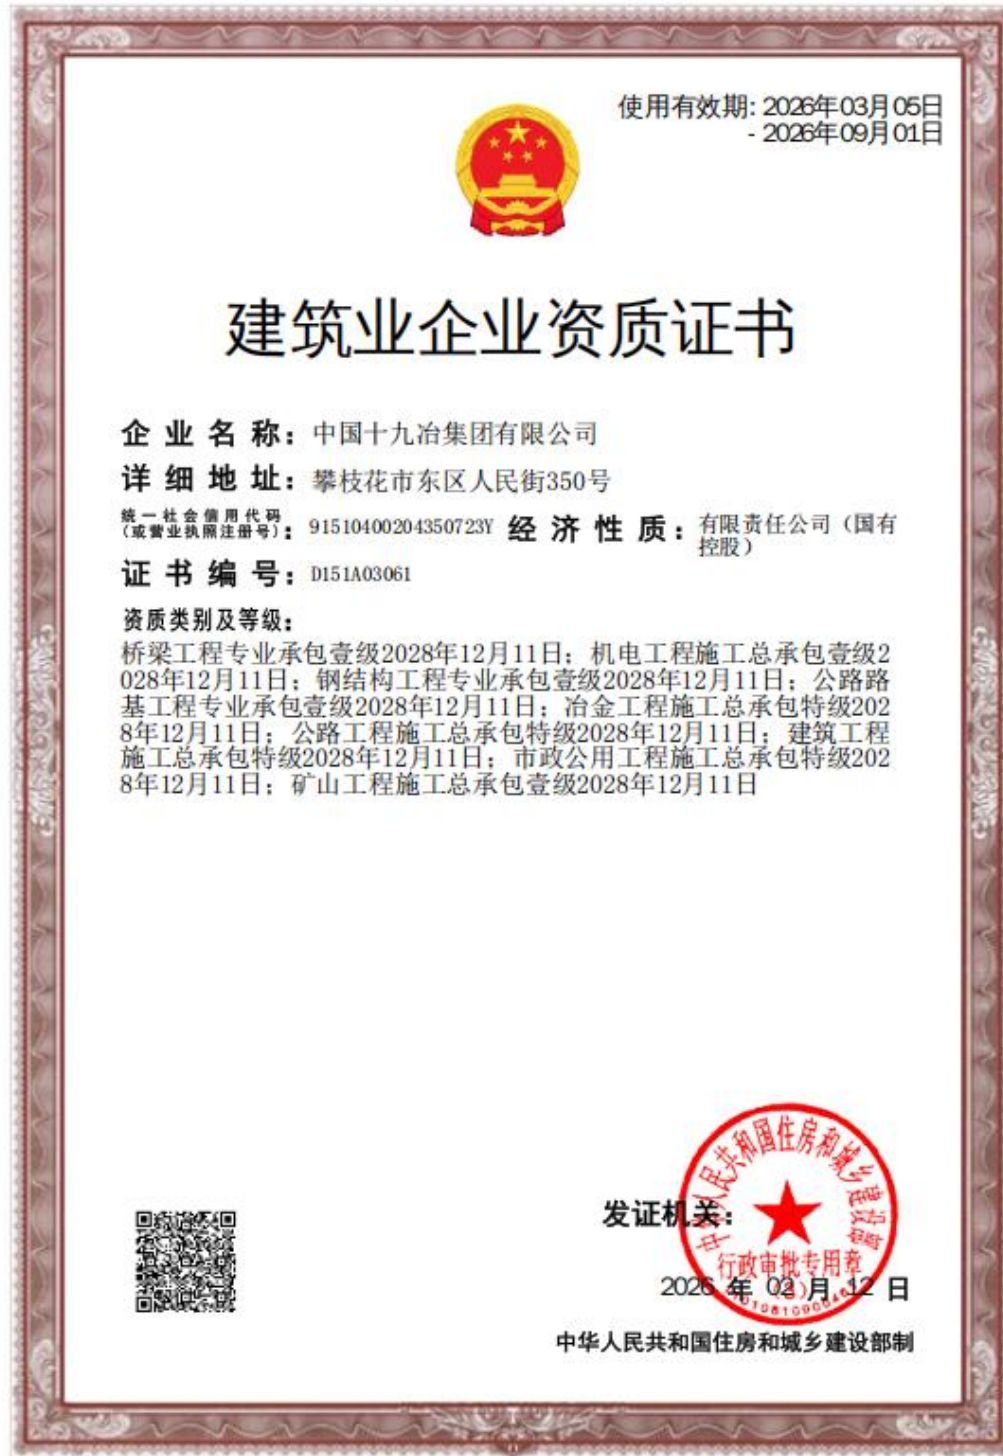 使用有效期: 2026年03月05日
- 2026年09月01日
建筑业企业资质证书
企业名称：中国十九冶集团有限公司
详细地址：攀枝花市东区人民街350号
统一社会信用代码
（或营业执照注册号）：91510400204350723Y 经济性质：有限责任公司（国有
控股）
证书编号：D151A03061
资质类别及等级：
桥梁工程专业承包壹级2028年12月11日；机电工程施工总承包壹级2
028年12月11日；钢结构工程专业承包壹级2028年12月11日；公路路
基工程专业承包壹级2028年12月11日；冶金工程施工总承包特级202
8年12月11日；公路工程施工总承包特级2028年12月11日；建筑工程
施工总承包特级2028年12月11日；市政公用工程施工总承包特级202
8年12月11日；矿山工程施工总承包壹级2028年12月11日
发证机关：
中华人民共和国住房和城乡建设部
行政审批专用章
2026 年 02 月 12 日
中华人民共和国住房和城乡建设部制